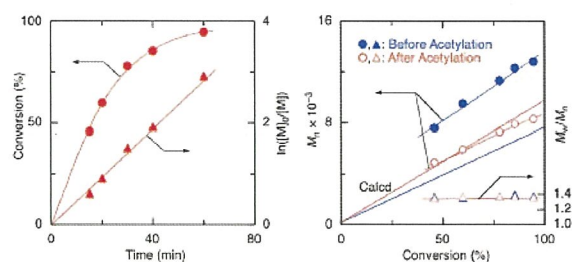 100
50
0
Conversion (%)
0
20
40
60
80
Time (min)
4
2
0
ln([M]0/[M])
16
8
0
Mn × 10−3
●, ▲: Before Acetylation
○, △: After Acetylation
Calcd
0
50
100
Conversion (%)
1.4
1.2
1.0
Mw/Mn